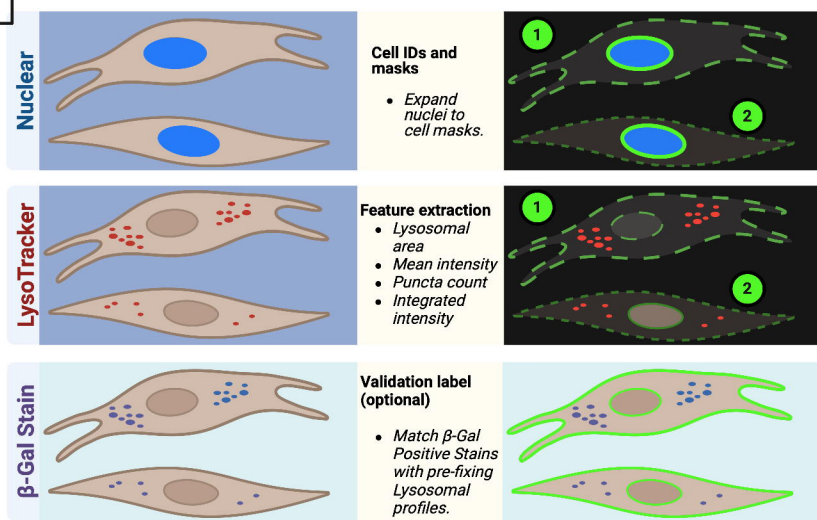 Nuclear
Cell IDs and
masks
• Expand
nuclei to
cell masks.
1
2
LysoTracker
Feature extraction
• Lysosomal
area
• Mean intensity
• Puncta count
• Integrated
intensity
1
2
β-Gal Stain
Validation label
(optional)
• Match β-Gal
Positive Stains
with pre-fixing
Lysosomal
profiles.